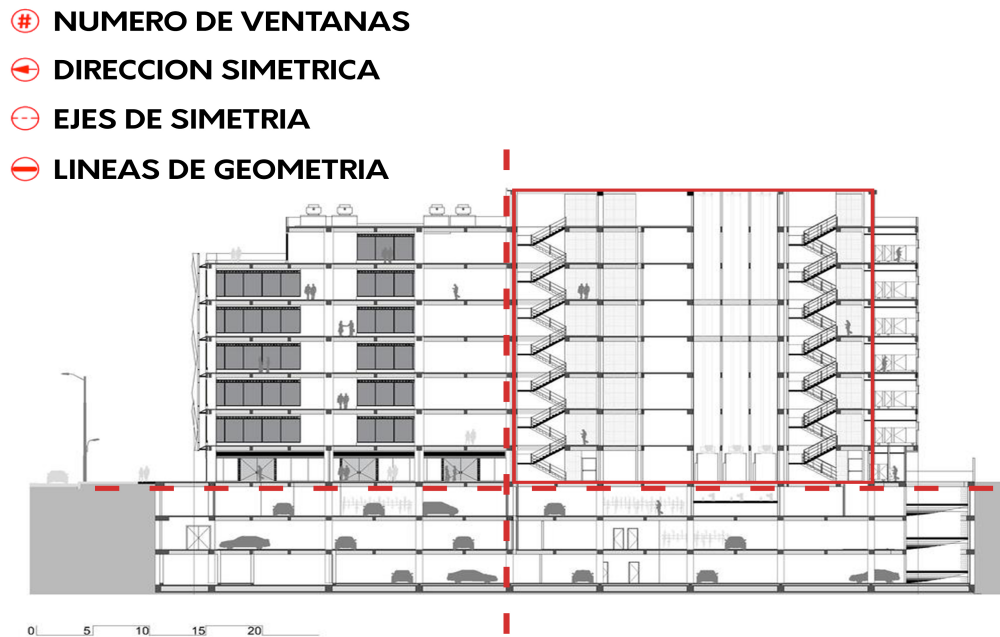 # NUMERO DE VENTANAS
DIRECCION SIMETRICA
EJES DE SIMETRIA
LINEAS DE GEOMETRIA
0 5 10 15 20